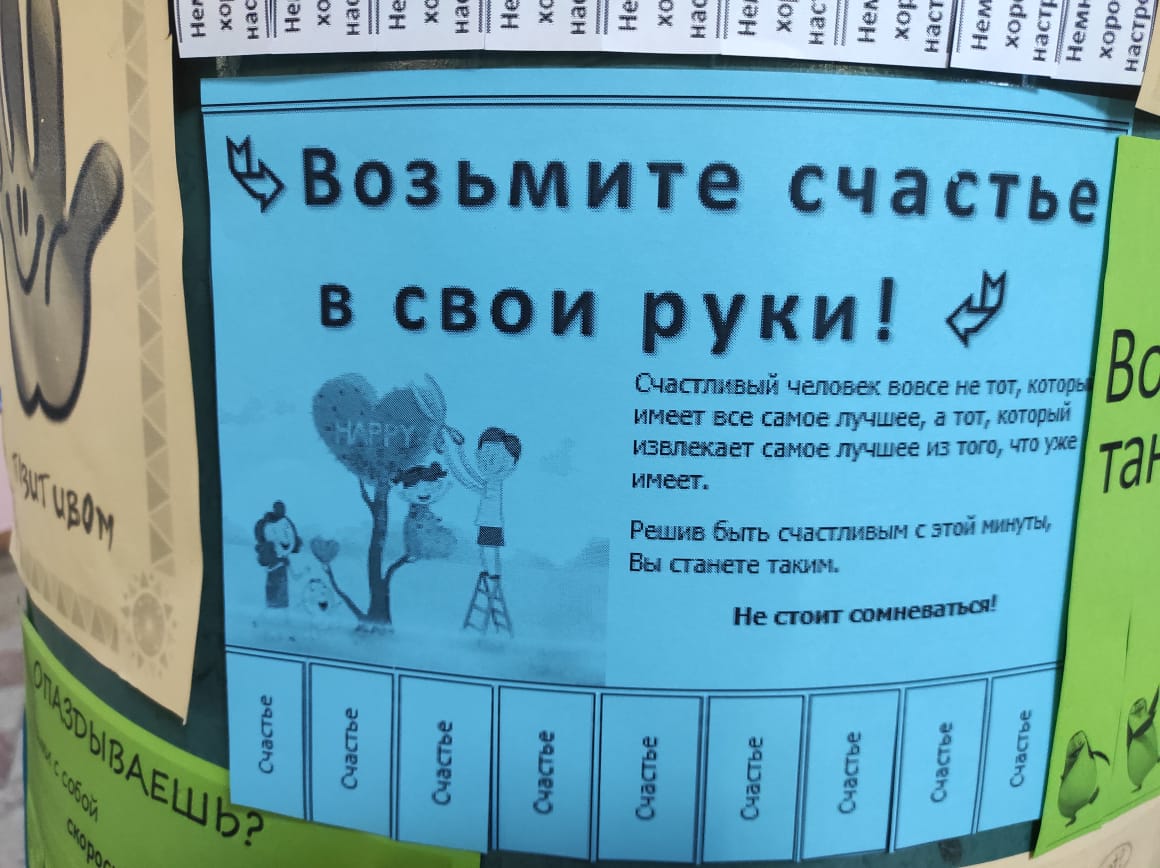 Возьмите счастье
в свои руки!
HAPPY
Счастливый человек вовсе не тот, которы
имеет все самое лучшее, а тот, который
извлекает самое лучшее из того, что уже
имеет.
Решив быть счастливым с этой минуты,
Вы станете таким.
Не стоит сомневаться!
Счастье
Счастье
Счастье
Счастье
Счастье
Счастье
Счастье
Счастье
Счастье
ОПАЗДЫВАЕШЬ?
с собой
скорос
Во
тан